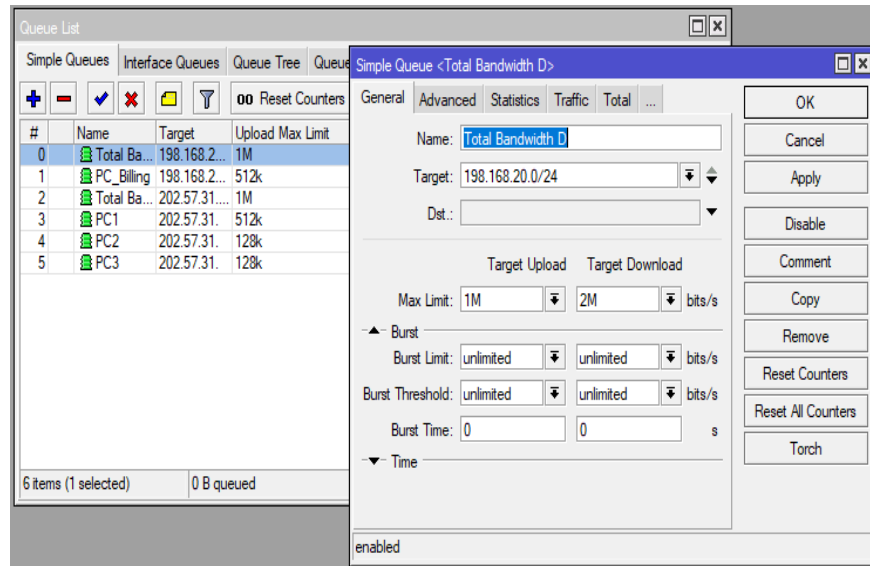 Queue List
Simple Queues Interface Queues Queue Tree Queue
00 Reset Counters
# Name Target Upload Max Limit
0 Total Ba... 198.168.2... 1M
1 PC_Billing 198.168.2... 512k
2 Total Ba... 202.57.31.... 1M
3 PC1 202.57.31. 512k
4 PC2 202.57.31. 128k
5 PC3 202.57.31. 128k
6 items (1 selected) 0 B queued
Simple Queue <Total Bandwidth D>
General Advanced Statistics Traffic Total ...
Name: Total Bandwidth D
Target: 198.168.20.0/24
Dst.:
Target Upload Target Download
Max Limit: 1M 2M bits/s
Burst
Burst Limit: unlimited unlimited bits/s
Burst Threshold: unlimited unlimited bits/s
Burst Time: 0 0 s
Time
enabled
OK
Cancel
Apply
Disable
Comment
Copy
Remove
Reset Counters
Reset All Counters
Torch